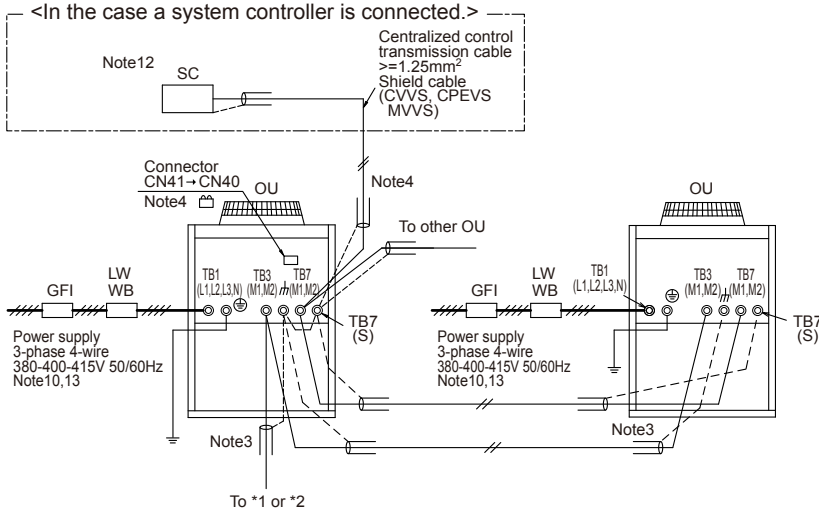 <In the case a system controller is connected.>
Note12
SC
Centralized control
transmission cable
>=1.25mm2
Shield cable
(CVVS, CPEVS
MVVS)
Connector
CN41→CN40
Note4
OU
Note4
To other OU
OU
GFI
LW
WB
TB1
(L1,L2,L3,N)
TB3
(M1,M2)
TB7
(M1,M2)
TB7
(S)
Power supply
3-phase 4-wire
380-400-415V 50/60Hz
Note10,13
GFI
LW
WB
TB1
(L1,L2,L3,N)
TB3
(M1,M2)
TB7
(M1,M2)
TB7
(S)
Power supply
3-phase 4-wire
380-400-415V 50/60Hz
Note10,13
Note3
Note3
To *1 or *2